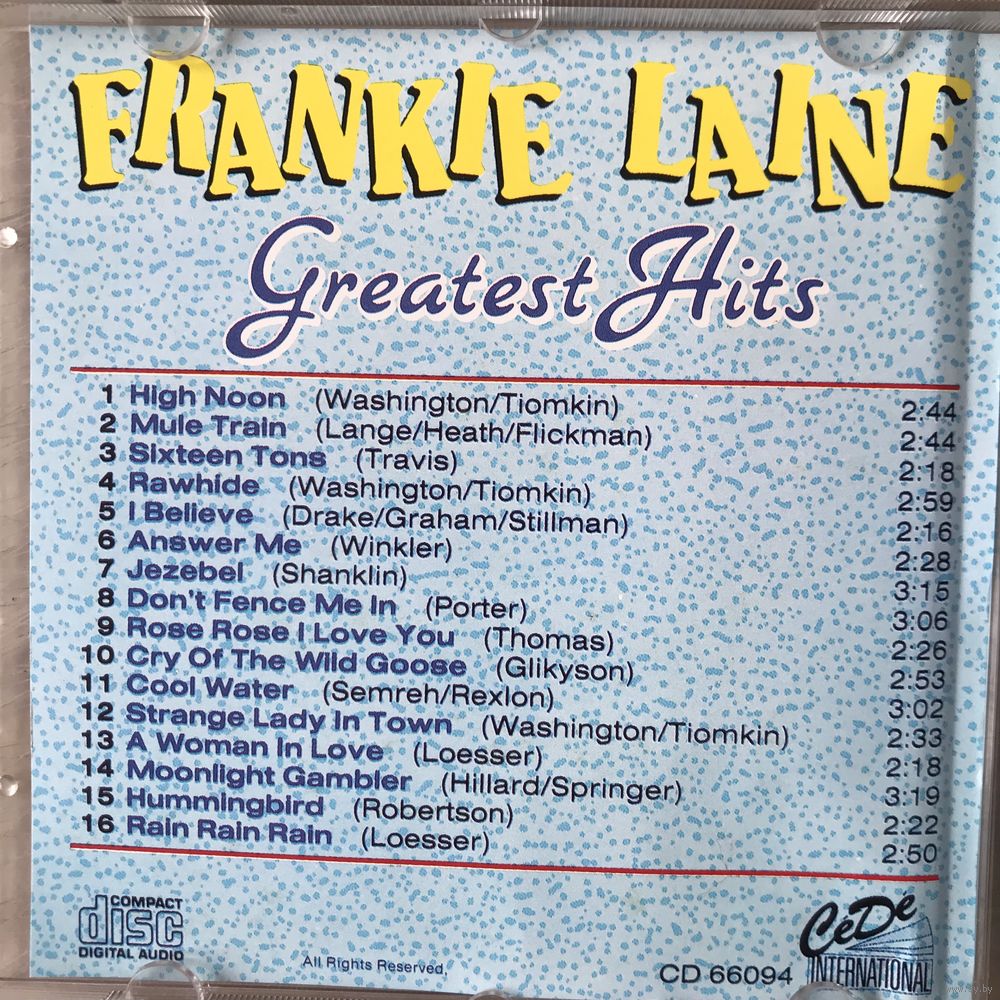 FRANKIE LAINE
Greatest Hits
1 High Noon (Washington/Tiomkin) 2:44
2 Mule Train (Lange/Heath/Flickman) 2:44
3 Sixteen Tons (Travis) 2:18
4 Rawhide (Washington/Tiomkin) 2:59
5 I Believe (Drake/Graham/Stillman) 2:16
6 Answer Me (Winkler) 2:28
7 Jezebel (Shanklin) 3:15
8 Don't Fence Me In (Porter) 3:06
9 Rose Rose I Love You (Thomas) 2:26
10 Cry Of The Wild Goose (Glikyson) 2:53
11 Cool Water (Semreh/Rexlon) 3:02
12 Strange Lady In Town (Washington/Tiomkin) 2:33
13 A Woman In Love (Loesser) 2:18
14 Moonlight Gambler (Hillard/Springer) 3:19
15 Hummingbird (Robertson) 2:22
16 Rain Rain Rain (Loesser) 2:50
COMPACT
disc
DIGITAL AUDIO
All Rights Reserved.
CD 66094
CéDé
INTERNATIONAL